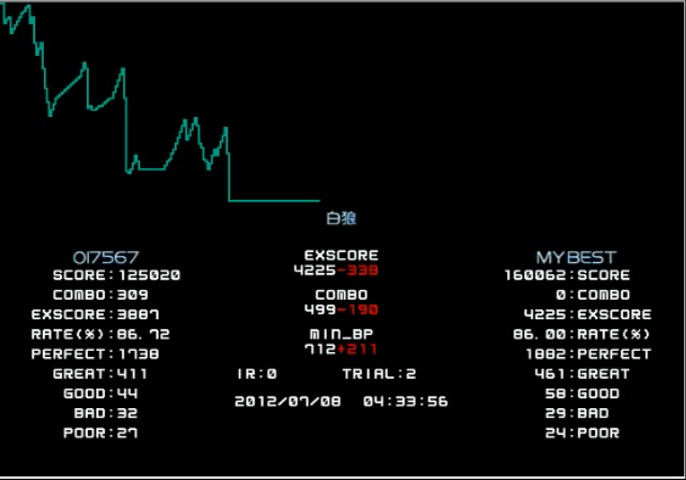 白狼
017567
SCORE:125020
COMBO:309
EXSCORE:3887
RATE(%):86.72
PERFECT:1738
GREAT:411
GOOD:44
BAD:32
POOR:27
EXSCORE
4225-338
COMBO
499-190
MIN_BP
712+211
IR:0 TRIAL:2
2012/07/08 04:33:56
MYBEST
160062:SCORE
0:COMBO
4225:EXSCORE
86.00:RATE(%)
1882:PERFECT
461:GREAT
58:GOOD
29:BAD
24:POOR